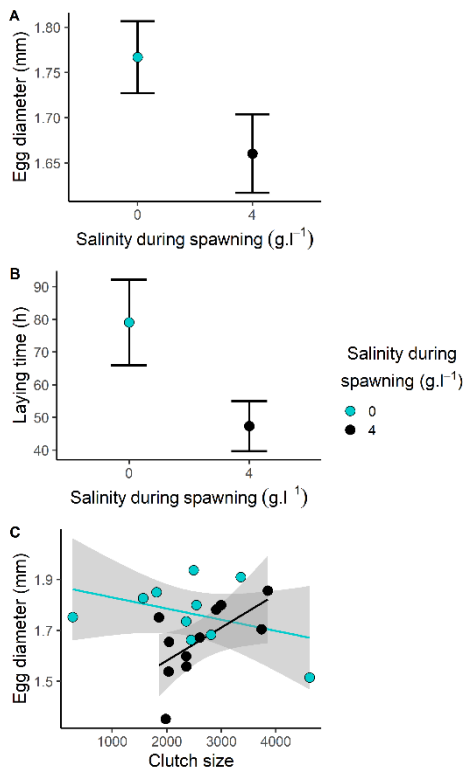 A
Egg diameter (mm)
1.80
1.75
1.70
1.65
0
4
Salinity during spawning (g.l⁻¹)
B
Laying time (h)
90
80
70
60
50
40
0
4
Salinity during spawning (g.l⁻¹)
Salinity during
spawning (g.l⁻¹)
0
4
C
Egg diameter (mm)
1.9
1.7
1.5
1000
2000
3000
4000
Clutch size